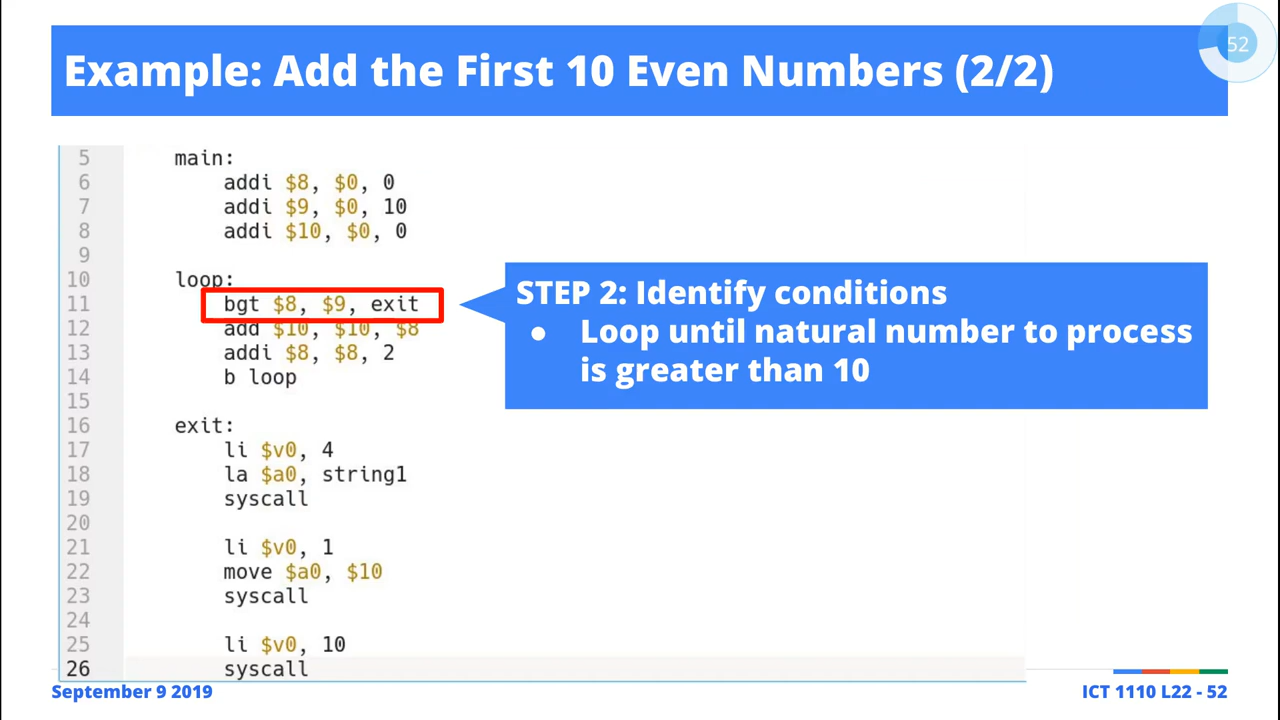 52
Example: Add the First 10 Even Numbers (2/2)
5 main:
6 addi $8, $0, 0
7 addi $9, $0, 10
8 addi $10, $0, 0
9
10 loop:
11 bgt $8, $9, exit
12 add $10, $10, $8
13 addi $8, $8, 2
14 b loop
15
16 exit:
17 li $v0, 4
18 la $a0, string1
19 syscall
20
21 li $v0, 1
22 move $a0, $10
23 syscall
24
25 li $v0, 10
26 syscall
STEP 2: Identify conditions
● Loop until natural number to process
is greater than 10
September 9 2019
ICT 1110 L22 - 52